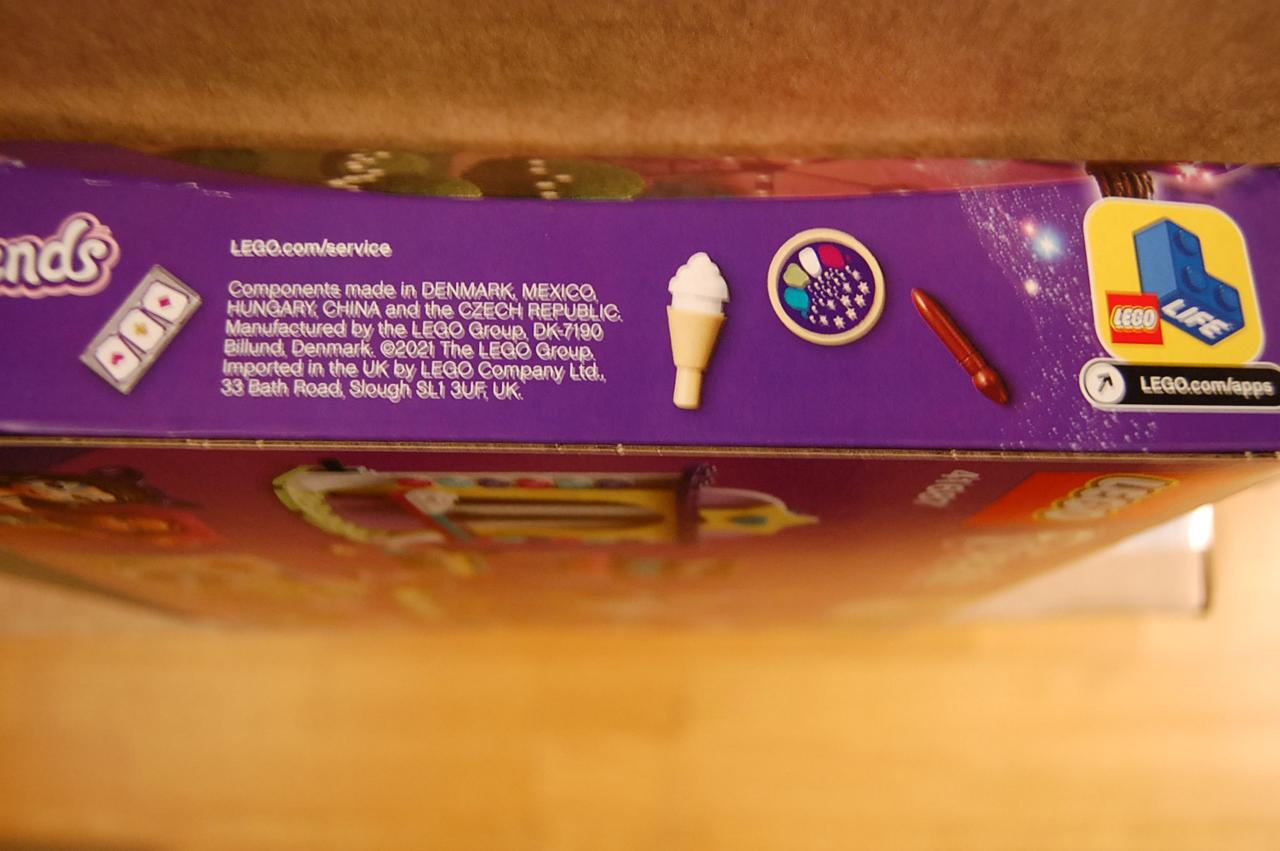 ends
LEGO.com/service
Components made in DENMARK, MEXICO,
HUNGARY, CHINA and the CZECH REPUBLIC.
Manufactured by the LEGO Group, DK-7190
Billund, Denmark. ©2021 The LEGO Group.
Imported in the UK by LEGO Company Ltd.,
33 Bath Road, Slough SL1 3UF, UK.
LEGO
LIFE
LEGO.com/apps
LEGO